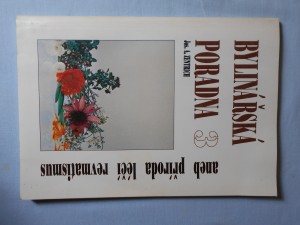 BYLINÁŘSKÁ
PORADNA 3
Jos. A. ZENTRICH
aneb příroda léčí revmatismus